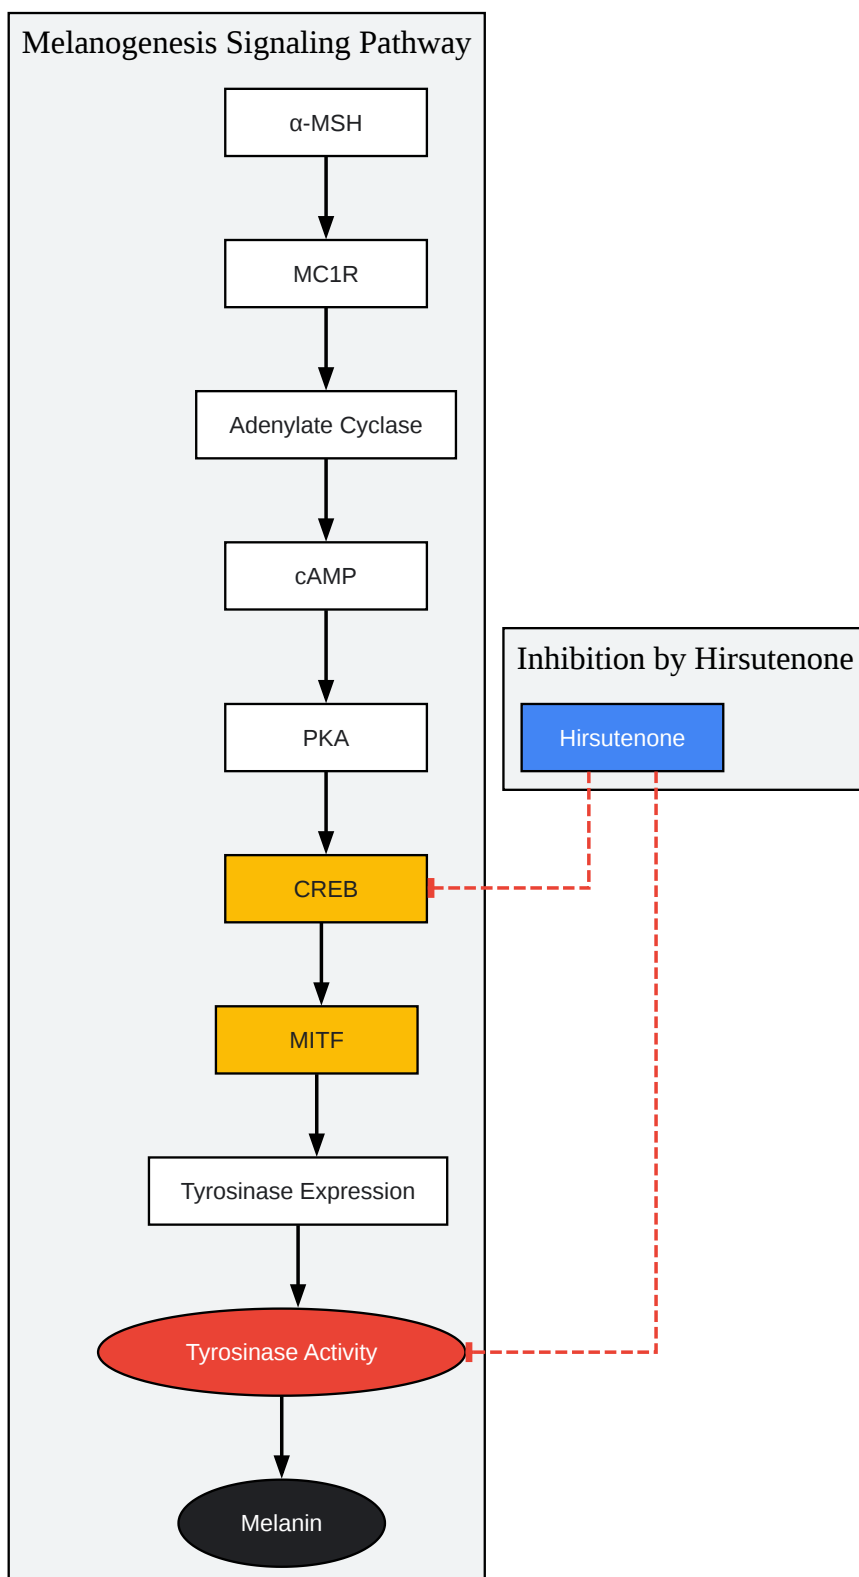 Melanogenesis Signaling Pathway
α-MSH
MC1R
Adenylate Cyclase
cAMP
Inhibition by Hirsutenone
PKA
Hirsutenone
CREB
MITF
Tyrosinase Expression
Tyrosinase Activity
Melanin